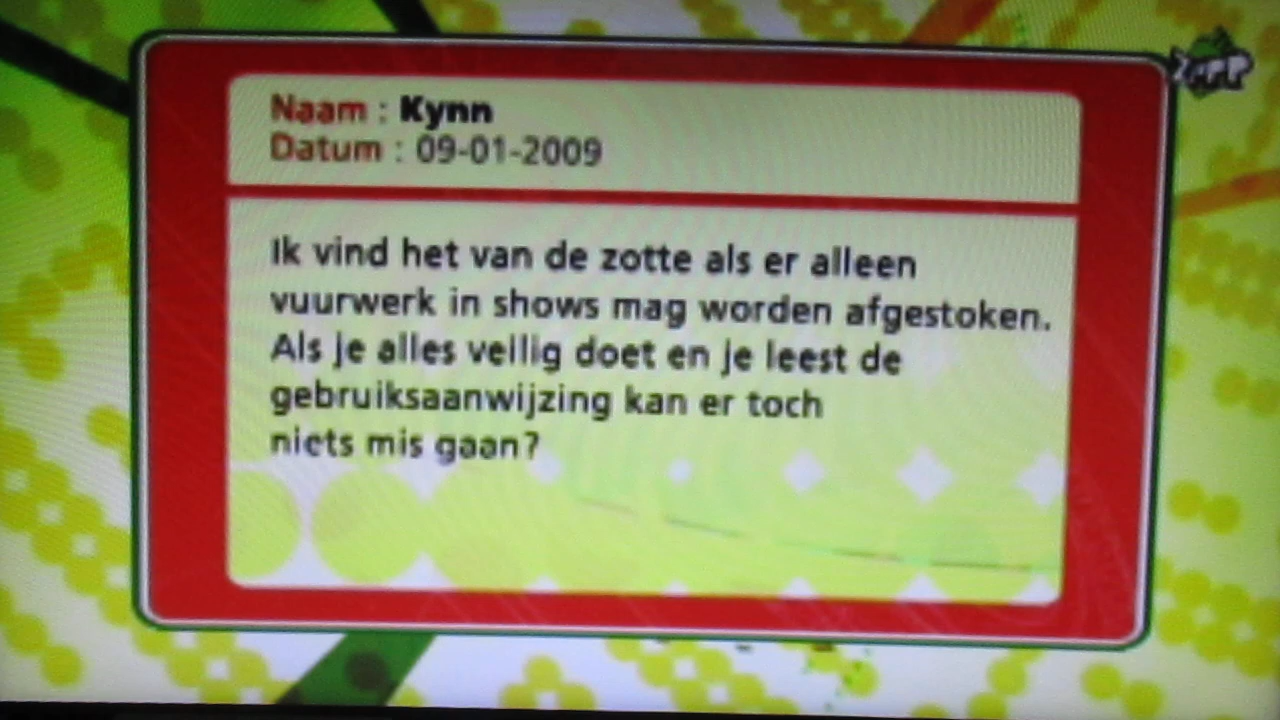 Naam : Kynn
Datum : 09-01-2009
Ik vind het van de zotte als er alleen
vuurwerk in shows mag worden afgestoken.
Als je alles veilig doet en je leest de
gebruiksaanwijzing kan er toch
niets mis gaan?